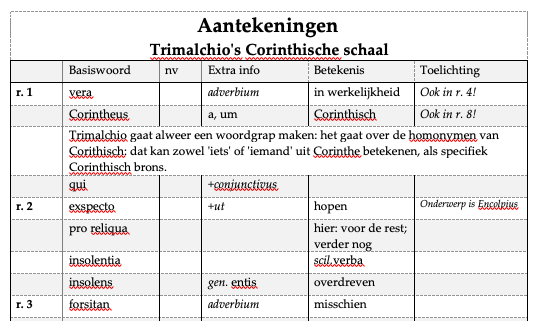 Aantekeningen
Trimalchio's Corinthische schaal
Basiswoord nv Extra info Betekenis Toelichting
r. 1 vera adverbium in werkelijkheid Ook in r. 4!
Corintheus a, um Corinthisch Ook in r. 8!
Trimalchio gaat alweer een woordgrap maken: het gaat over de homonymen van
Corithisch: dat kan zowel 'iets' of 'iemand' uit Corinthe betekenen, als specifiek
Corinthisch brons.
qui +conjunctivus
r. 2 exspecto +ut hopen Onderwerp is Encolpius
pro reliqua hier: voor de rest;
verder nog
insolentia scil.verba
insolens gen. entis overdreven
r. 3 forsitan adverbium misschien